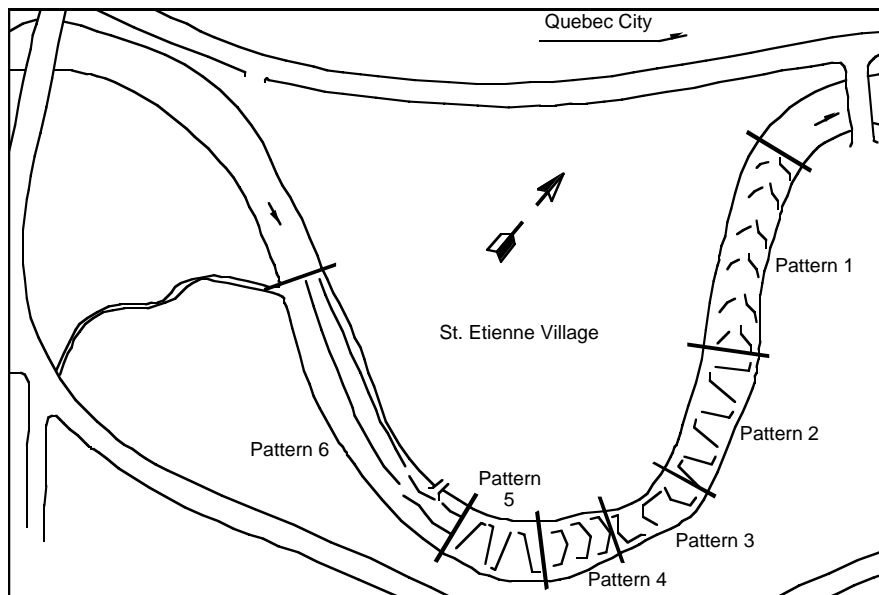 Quebec City
Pattern 1
St. Etienne Village
Pattern 2
Pattern 6
Pattern
5
Pattern 3
Pattern 4